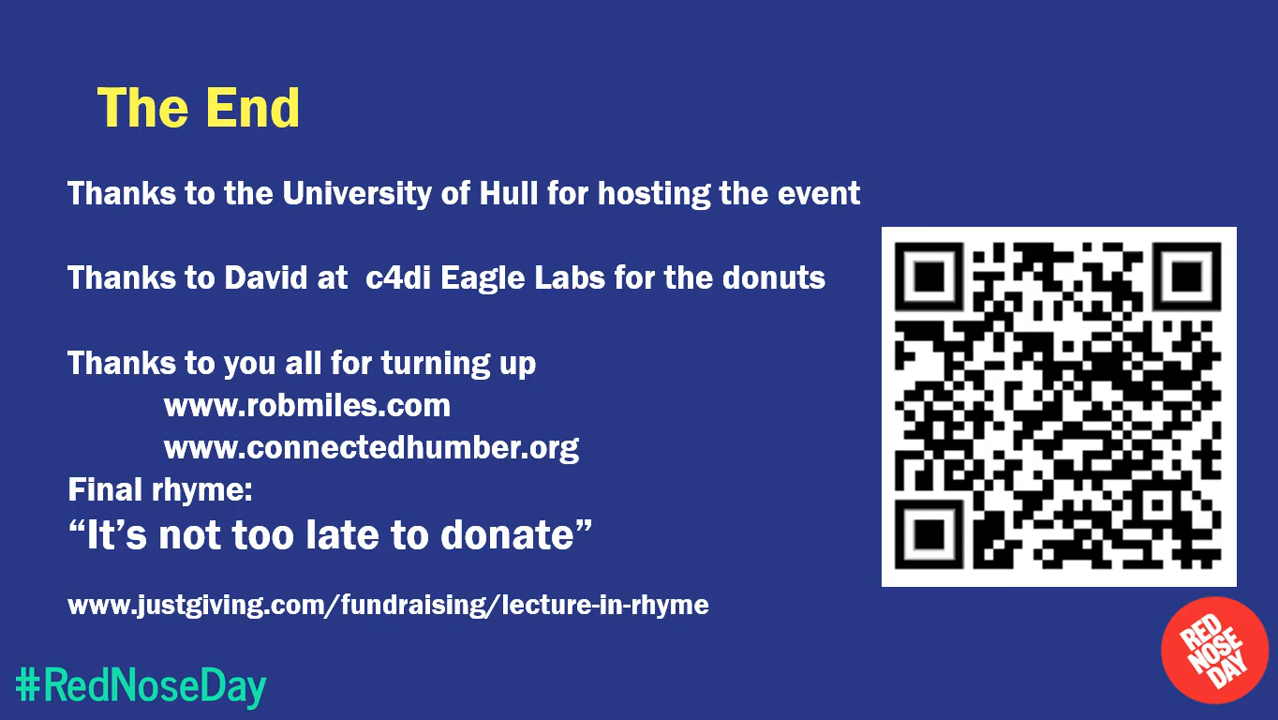 The End
Thanks to the University of Hull for hosting the event
Thanks to David at  c4di Eagle Labs for the donuts
Thanks to you all for turning up
www.robmiles.com
www.connectedhumber.org
Final rhyme:
“It’s not too late to donate”
www.justgiving.com/fundraising/lecture-in-rhyme
#RedNoseDay
RED
NOSE
DAY